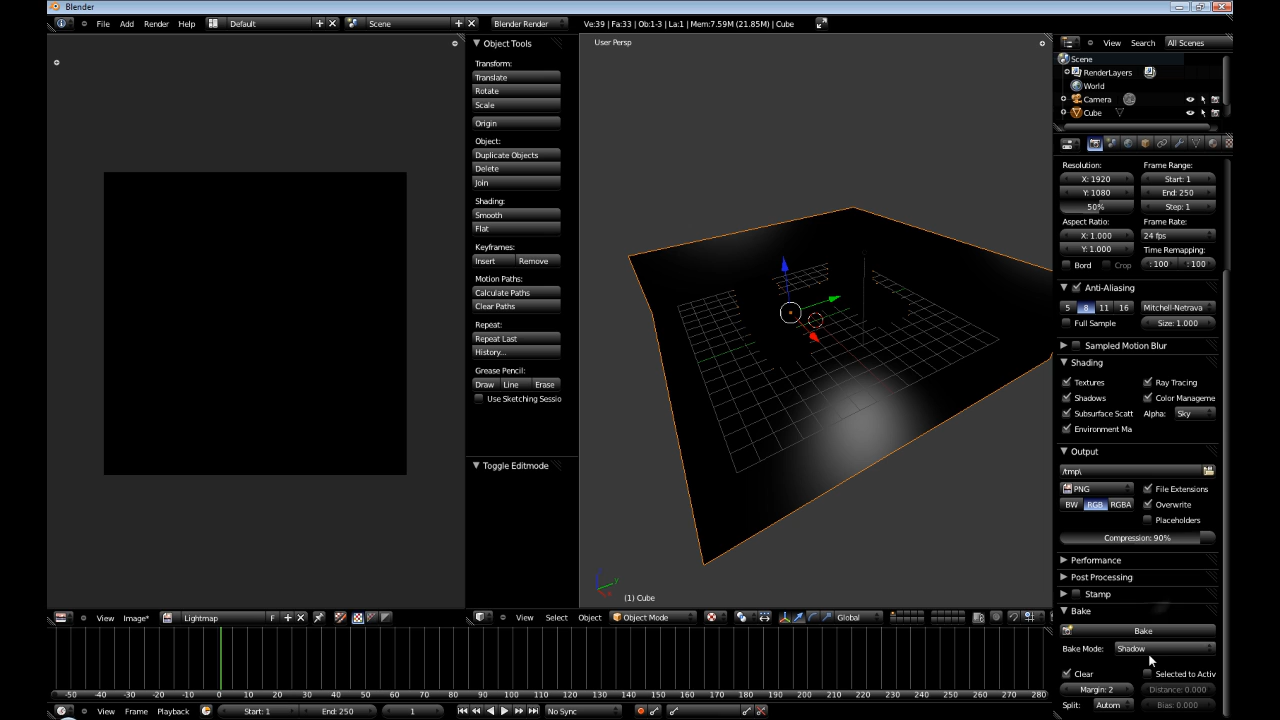 Blender
File Add Render Help Default Scene Blender Render Ve:39 | Fa:33 | Ob:1-3 | La:1 | Mem:7.59M (21.85M) | Cube
Object Tools
Transform:
Translate
Rotate
Scale
Origin
Object:
Duplicate Objects
Delete
Join
Shading:
Smooth
Flat
Keyframes:
Insert Remove
Motion Paths:
Calculate Paths
Clear Paths
Repeat:
Repeat Last
History...
Grease Pencil:
Draw Line Erase
Use Sketching Sessio
Toggle Editmode
User Persp
(1) Cube
View Search All Scenes
Scene
RenderLayers
World
Camera
Cube
Resolution: Frame Range:
X: 1920 Start: 1
Y: 1080 End: 250
50% Step: 1
Aspect Ratio: Frame Rate:
X: 1.000 24 fps
Y: 1.000 Time Remapping:
Bord Crop : 100 : 100
Anti-Aliasing
5 8 11 16 Mitchell-Netrava
Full Sample Size: 1.000
Sampled Motion Blur
Shading
Textures Ray Tracing
Shadows Color Manageme
Subsurface Scatt Alpha: Sky
Environment Ma
Output
/tmp\
PNG File Extensions
BW RGB RGBA Overwrite
Placeholders
Compression: 90%
Performance
Post Processing
Stamp
Bake
Bake
Bake Mode: Shadow
Clear Selected to Activ
Margin: 2 Distance: 0.000
Split: Autom Bias: 0.000
View Image* Lightmap F View Select Object Object Mode Global
-50 -40 -30 -20 -10 0 10 20 30 40 50 60 70 80 90 100 110 120 130 140 150 160 170 180 190 200 210 220 230 240 250 260 270 280
View Frame Playback Start: 1 End: 250 1 No Sync